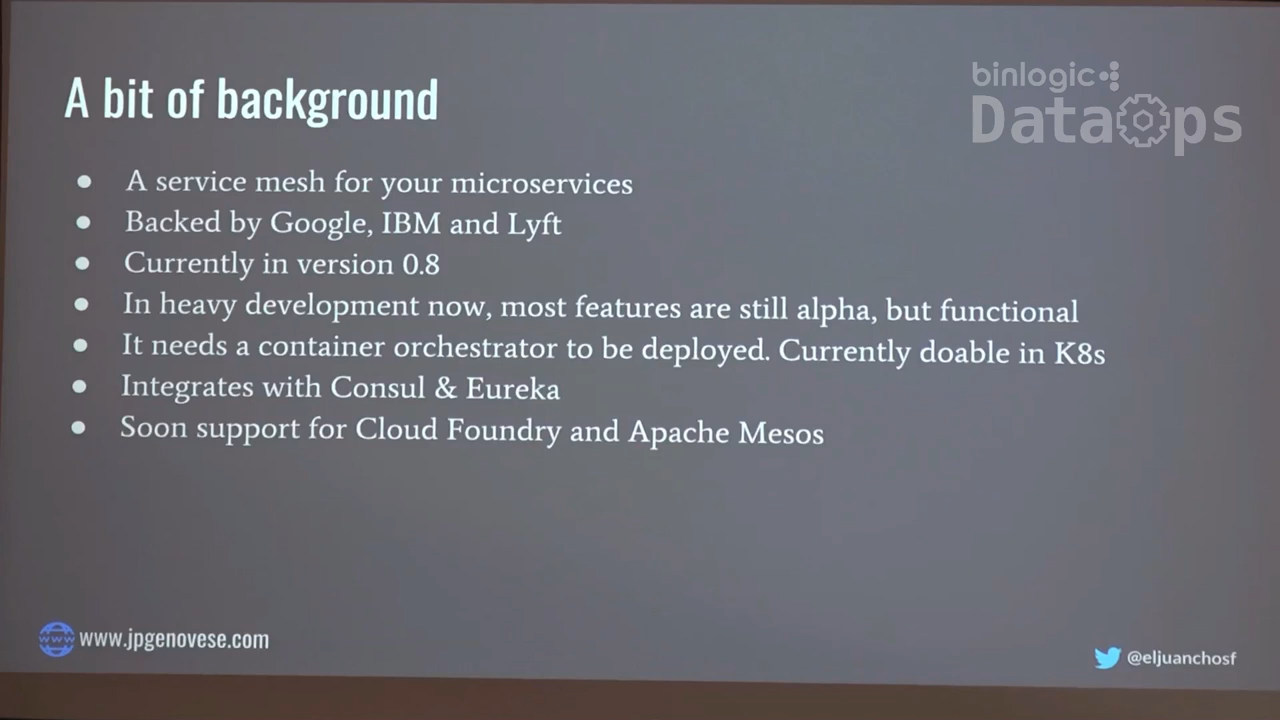 A bit of background
binlogic
DataOps
● A service mesh for your microservices
● Backed by Google, IBM and Lyft
● Currently in version 0.8
● In heavy development now, most features are still alpha, but functional
● It needs a container orchestrator to be deployed. Currently doable in K8s
● Integrates with Consul & Eureka
● Soon support for Cloud Foundry and Apache Mesos
www
www.jpgenovese.com
@eljuanchosf